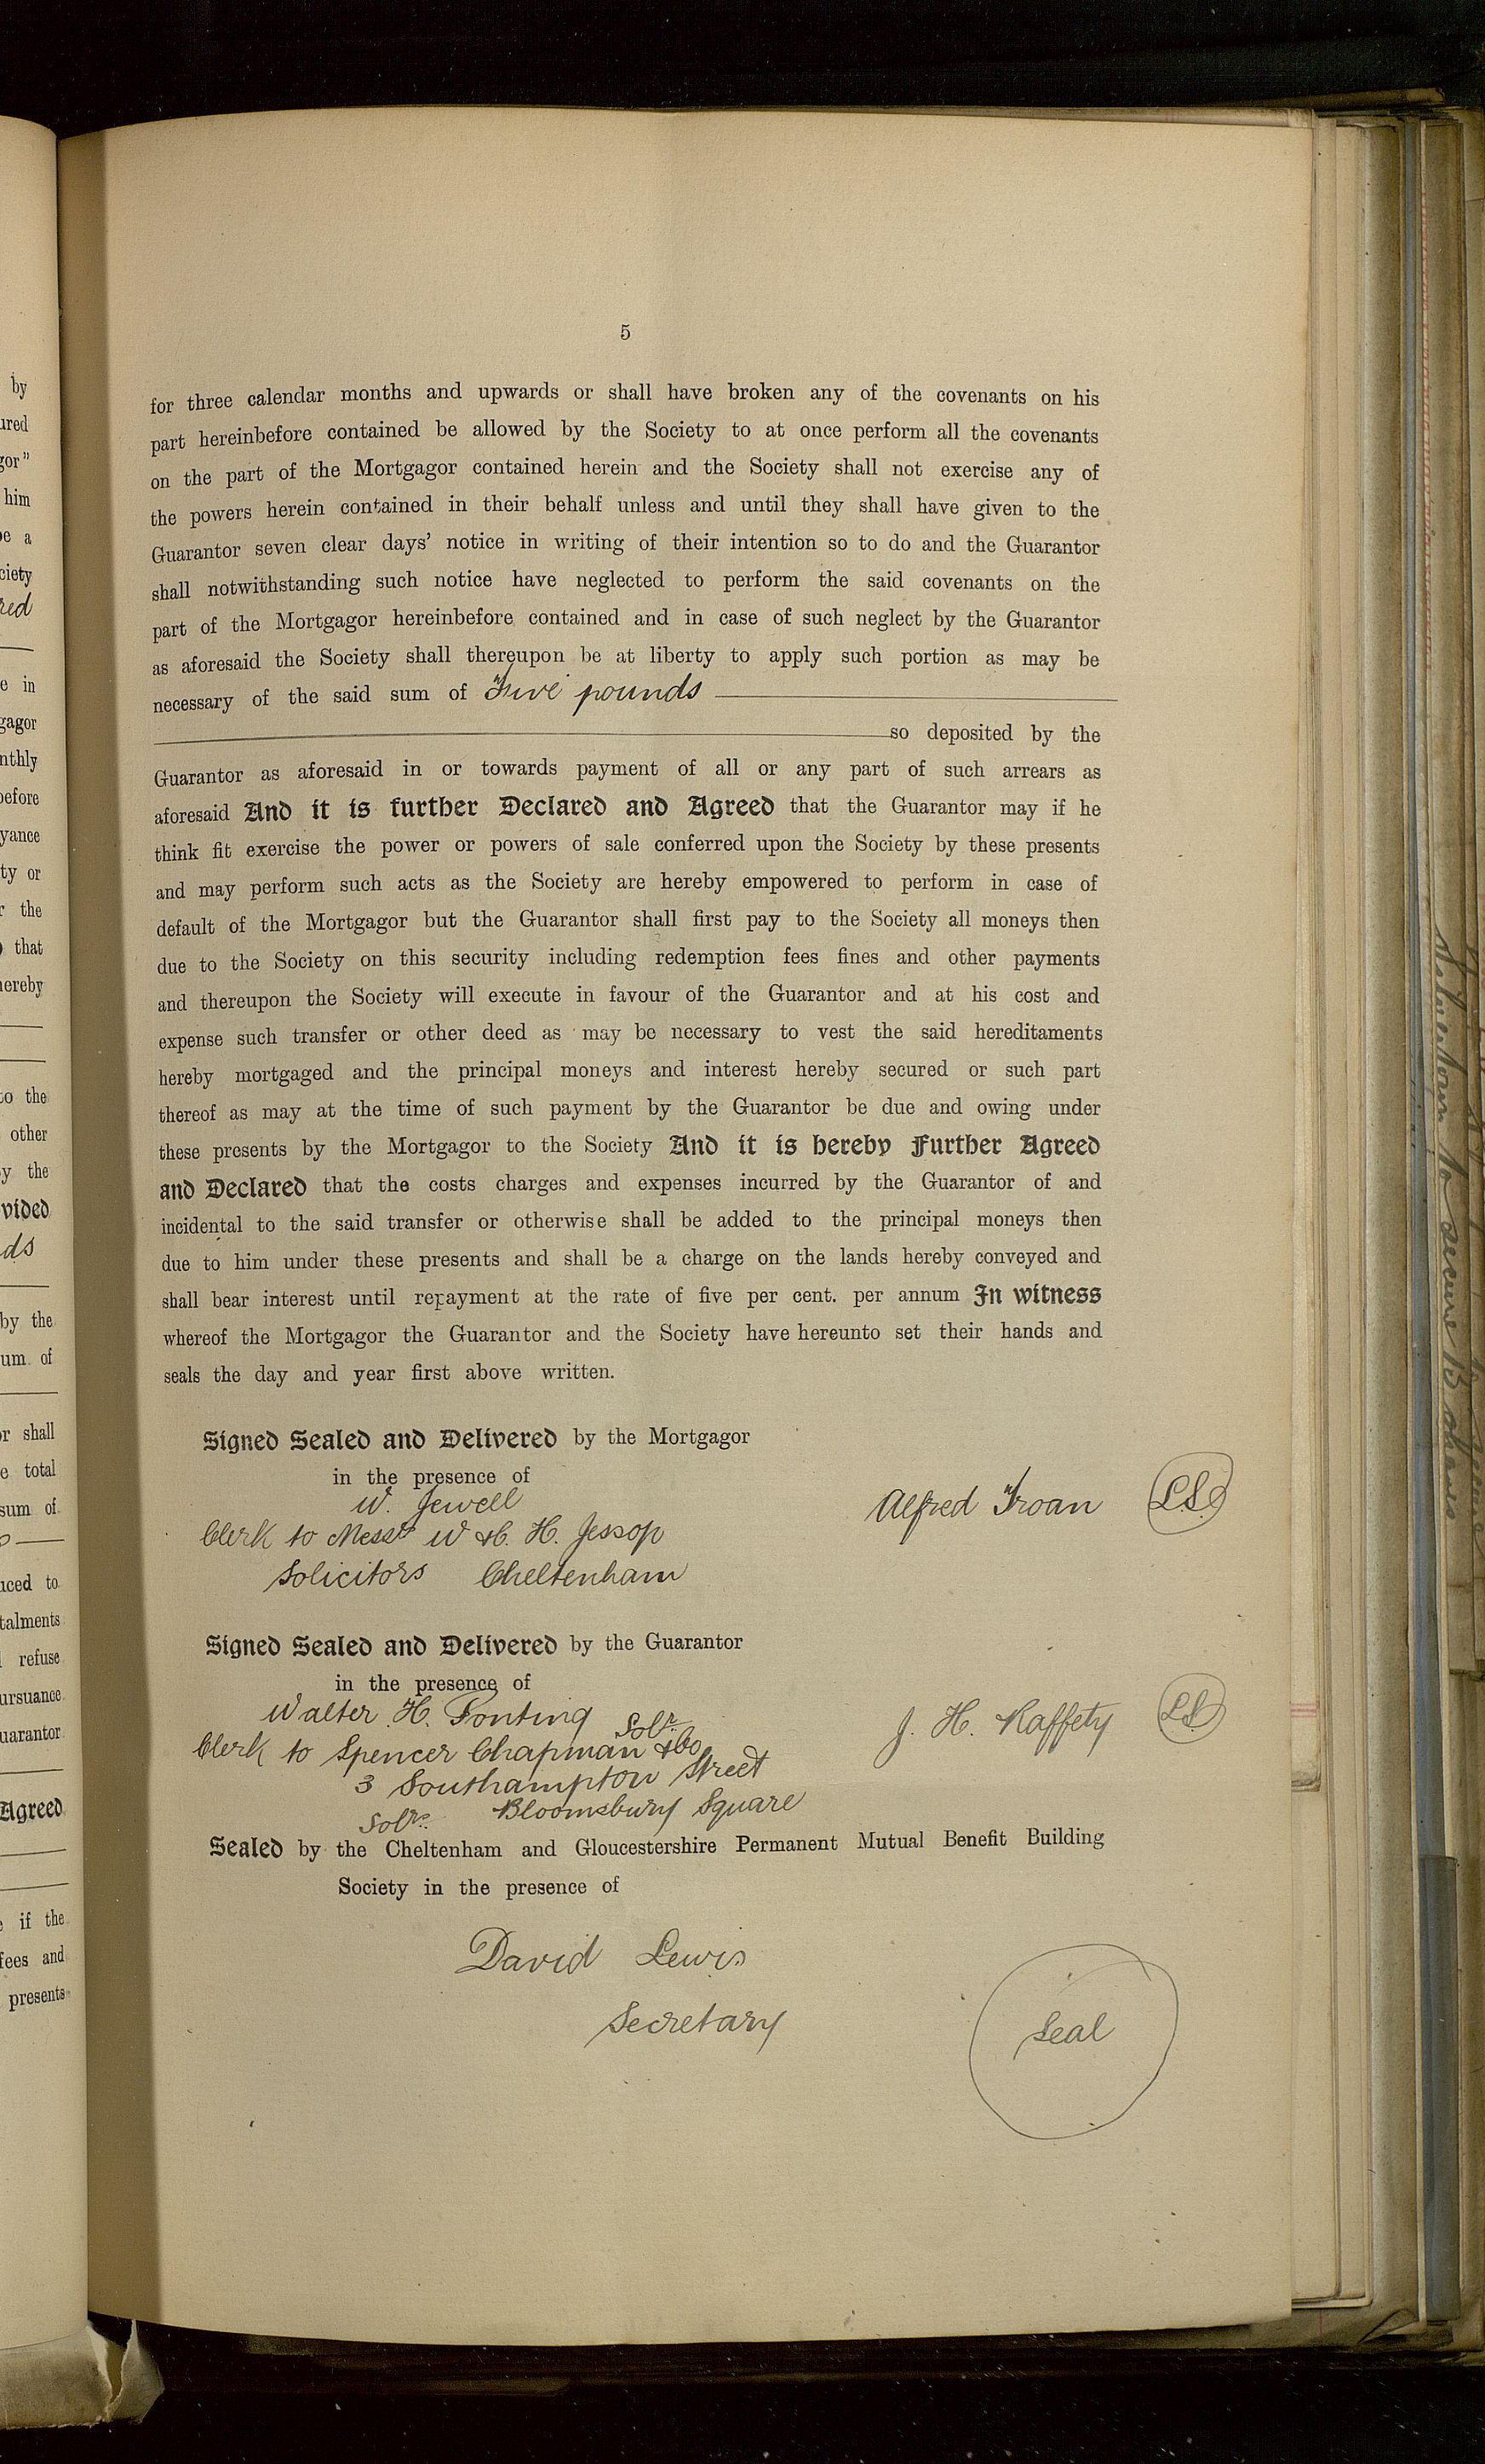 5
for three calendar months and upwards or shall have broken any of the covenants on his
part hereinbefore contained be allowed by the Society to at once perform all the covenants
on the part of the Mortgagor contained herein and the Society shall not exercise any of
the powers herein contained in their behalf unless and until they shall have given to the
Guarantor seven clear days' notice in writing of their intention so to do and the Guarantor
shall notwithstanding such notice have neglected to perform the said covenants on the
part of the Mortgagor hereinbefore contained and in case of such neglect by the Guarantor
as aforesaid the Society shall thereupon be at liberty to apply such portion as may be
necessary of the said sum of Five pounds
so deposited by the
Guarantor as aforesaid in or towards payment of all or any part of such arrears as
aforesaid And it is further Declared and Agreed that the Guarantor may if he
think fit exercise the power or powers of sale conferred upon the Society by these presents
and may perform such acts as the Society are hereby empowered to perform in case of
default of the Mortgagor but the Guarantor shall first pay to the Society all moneys then
due to the Society on this security including redemption fees fines and other payments
and thereupon the Society will execute in favour of the Guarantor and at his cost and
expense such transfer or other deed as may be necessary to vest the said hereditaments
hereby mortgaged and the principal moneys and interest hereby secured or such part
thereof as may at the time of such payment by the Guarantor be due and owing under
these presents by the Mortgagor to the Society And it is hereby Further Agreed
and Declared that the costs charges and expenses incurred by the Guarantor of and
incidental to the said transfer or otherwise shall be added to the principal moneys then
due to him under these presents and shall be a charge on the lands hereby conveyed and
shall bear interest until repayment at the rate of five per cent. per annum In witness
whereof the Mortgagor the Guarantor and the Society have hereunto set their hands and
seals the day and year first above written.
Signed Sealed and Delivered by the Mortgagor
in the presence of
W. Jewell
Alfred Troan L.S.
Clerk to Messrs W & H. H. Jessop
Solicitors Cheltenham
Signed Sealed and Delivered by the Guarantor
in the presence of
Walter H. Ponting Solr.
J. H. Raffety L.S.
Clerk to Spencer Chapman & Co
3 Southampton Street
Solrs. Bloomsbury Square
Sealed by the Cheltenham and Gloucestershire Permanent Mutual Benefit Building
Society in the presence of
David Lewis
Secretary
Seal